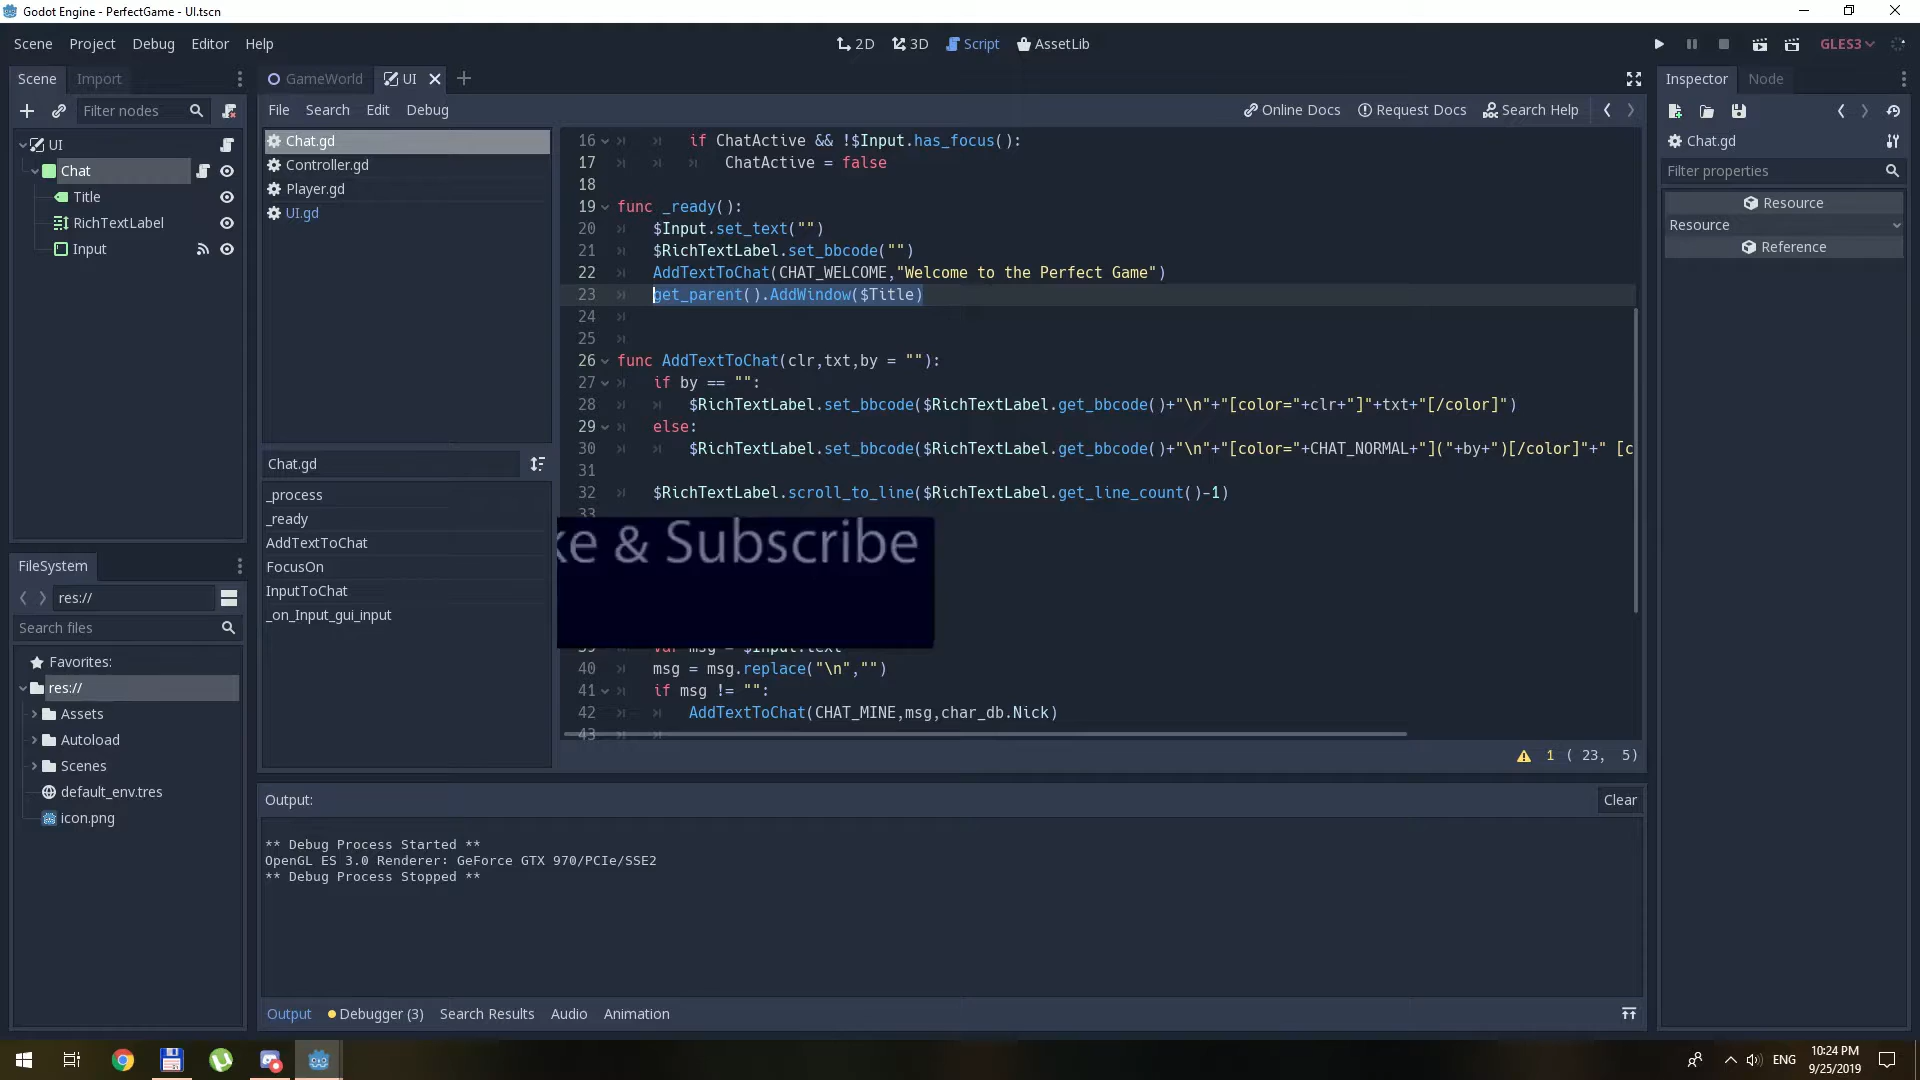 Godot Engine - PerfectGame - UI.tscn
Scene Project Debug Editor Help
2D 3D Script AssetLib
GLES3
Scene Import
Filter nodes
UI
Chat
Title
RichTextLabel
Input
FileSystem
res://
Search files
Favorites:
res://
Assets
Autoload
Scenes
default_env.tres
icon.png
GameWorld UI
File Search Edit Debug
Online Docs Request Docs Search Help
Chat.gd
Controller.gd
Player.gd
UI.gd
Chat.gd
_process
_ready
AddTextToChat
FocusOn
InputToChat
_on_Input_gui_input
16 if ChatActive && !$Input.has_focus():
17 ChatActive = false
18
19 func _ready():
20 $Input.set_text("")
21 $RichTextLabel.set_bbcode("")
22 AddTextToChat(CHAT_WELCOME,"Welcome to the Perfect Game")
23 get_parent().AddWindow($Title)
24
25
26 func AddTextToChat(clr,txt,by = ""):
27 if by == "":
28 $RichTextLabel.set_bbcode($RichTextLabel.get_bbcode()+"\n"+"[color="+clr+"]"+txt+"[/color]")
29 else:
30 $RichTextLabel.set_bbcode($RichTextLabel.get_bbcode()+"\n"+"[color="+CHAT_NORMAL+"]("+by+")[/color]"+" [c
31
32 $RichTextLabel.scroll_to_line($RichTextLabel.get_line_count()-1)
33
ke & Subscribe
39 var msg = $Input.text
40 msg = msg.replace("\n","")
41 if msg != "":
42 AddTextToChat(CHAT_MINE,msg,char_db.Nick)
43
1 ( 23, 5)
Output:
Clear
** Debug Process Started **
OpenGL ES 3.0 Renderer: GeForce GTX 970/PCIe/SSE2
** Debug Process Stopped **
Output Debugger (3) Search Results Audio Animation
Inspector Node
Chat.gd
Filter properties
Resource
Resource
Reference
ENG
10:24 PM
9/25/2019